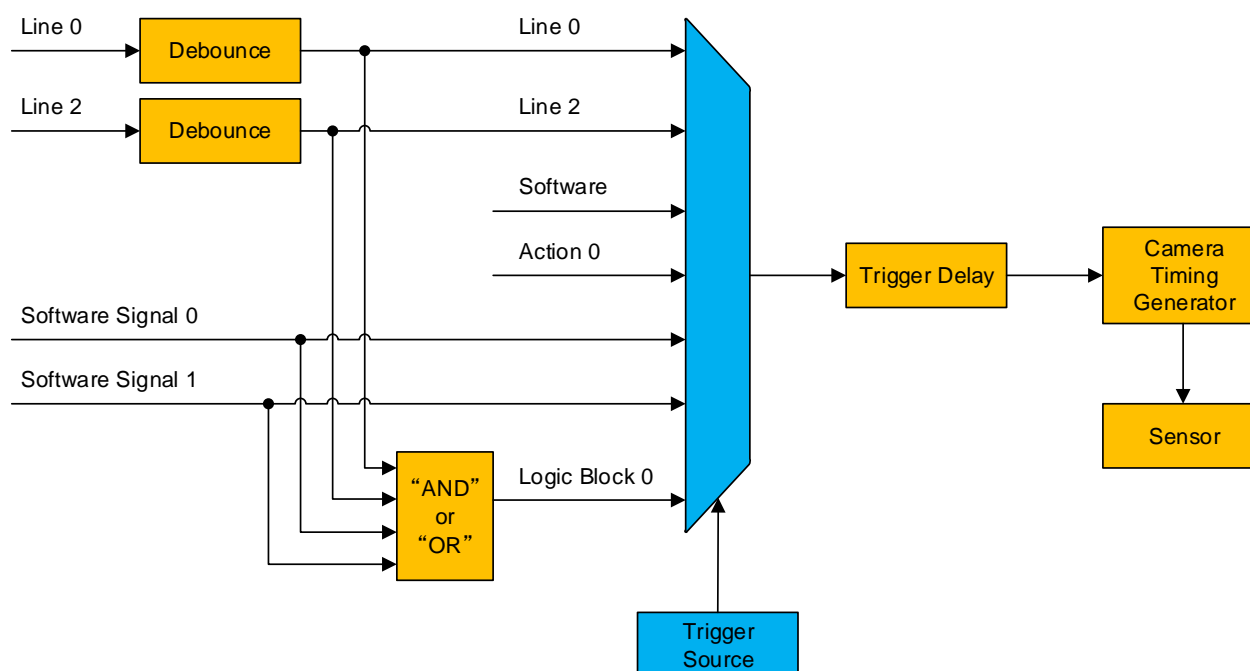 Line 0
Debounce
Line 0
Line 2
Debounce
Line 2
Software
Action 0
Trigger Delay
Camera
Timing
Generator
Software Signal 0
Software Signal 1
Sensor
“AND”
or
“OR”
Logic Block 0
Trigger
Source